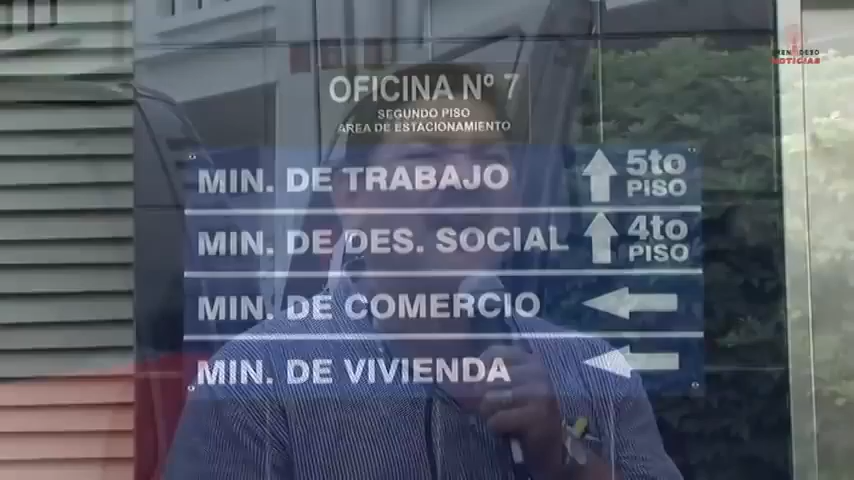 OFICINA Nº 7
SEGUNDO PISO
AREA DE ESTACIONAMIENTO
MIN. DE TRABAJO 5to PISO
MIN. DE DES. SOCIAL 4to PISO
MIN. DE COMERCIO
MIN. DE VIVIENDA
NOTICIAS